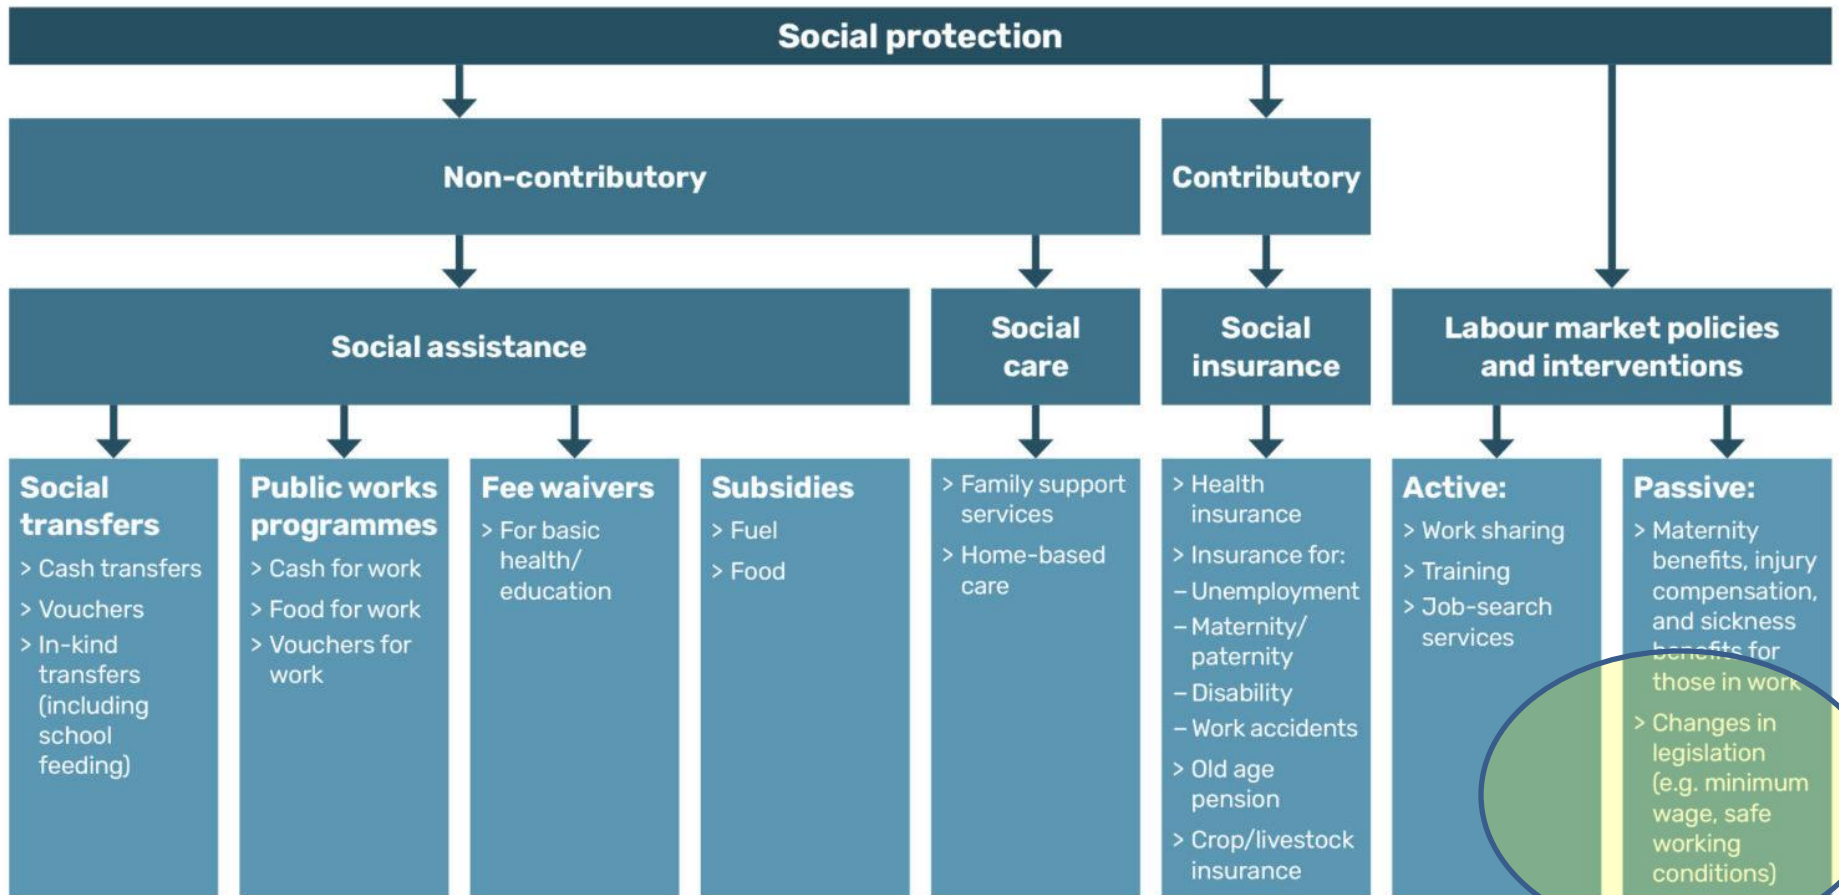 Social protection
Non-contributory
Contributory
Social assistance
Social
care
Social
insurance
Labour market policies
and interventions
Social
transfers
> Cash transfers
> Vouchers
> In-kind
transfers
(including
school
feeding)
Public works
programmes
> Cash for work
> Food for work
> Vouchers for
work
Fee waivers
> For basic
health/
education
Subsidies
> Fuel
> Food
> Family support
services
> Home-based
care
> Health
insurance
> Insurance for:
– Unemployment
– Maternity/
paternity
– Disability
– Work accidents
> Old age
pension
> Crop/livestock
insurance
Active:
> Work sharing
> Training
> Job-search
services
Passive:
> Maternity
benefits, injury
compensation,
and sickness
benefits for
those in work
> Changes in
legislation
(e.g. minimum
wage, safe
working
conditions)